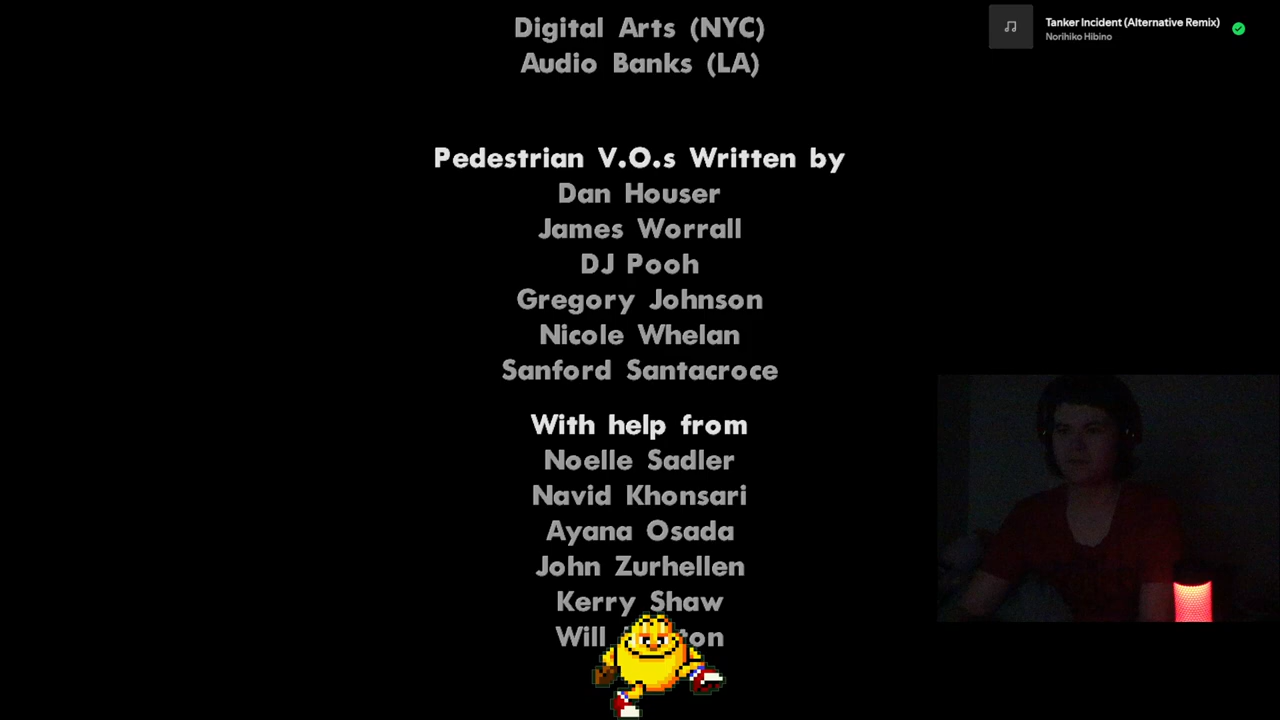 Digital Arts (NYC)
Audio Banks (LA)
Tanker Incident (Alternative Remix)
Norihiko Hibino
Pedestrian V.O.s Written by
Dan Houser
James Worrall
DJ Pooh
Gregory Johnson
Nicole Whelan
Sanford Santacroce
With help from
Noelle Sadler
Navid Khonsari
Ayana Osada
John Zurhellen
Kerry Shaw
Will